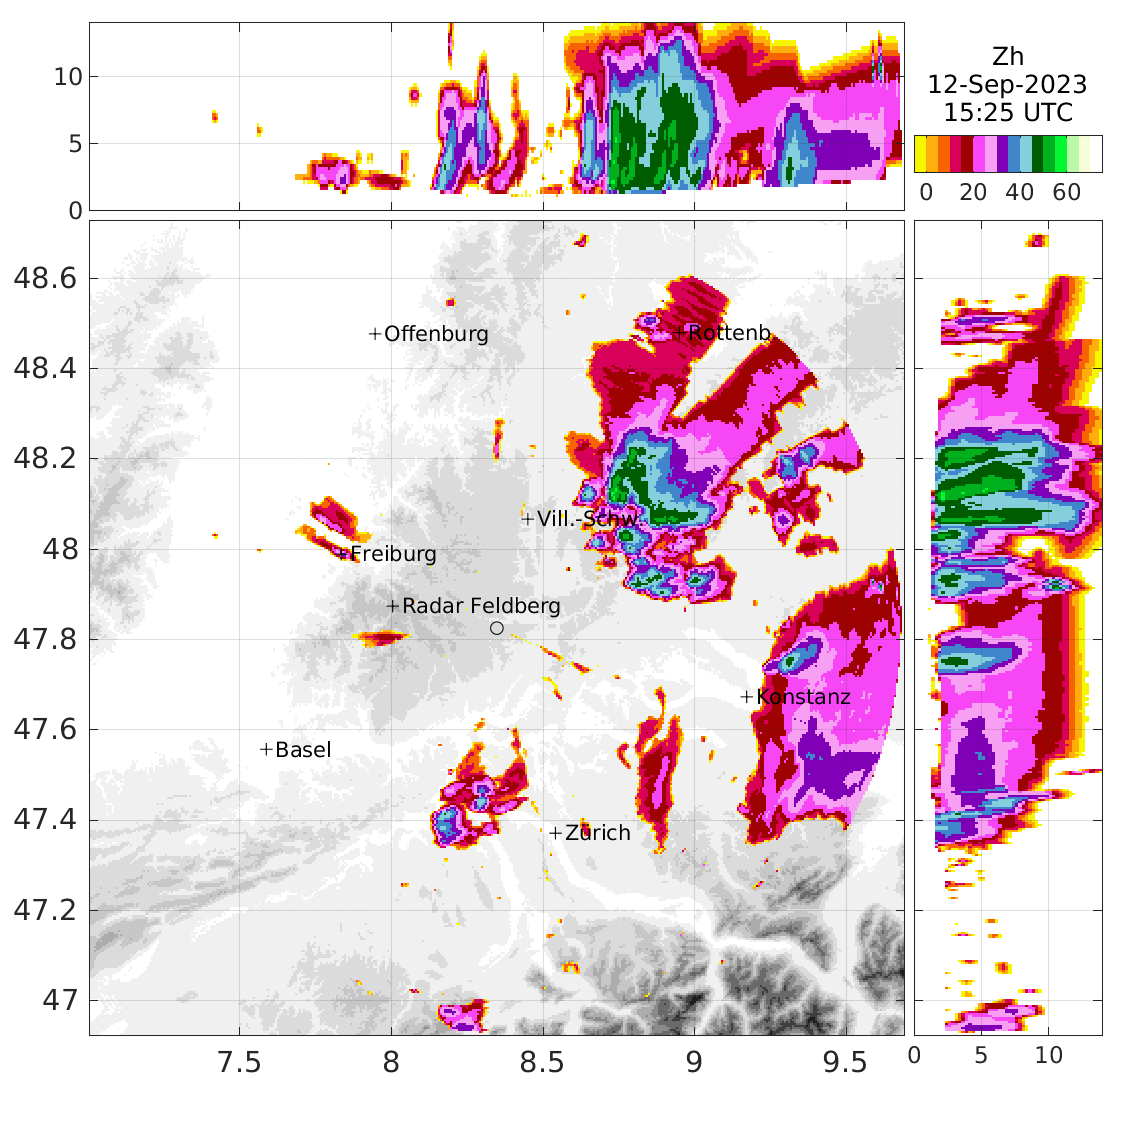 10
5
0
Zh
12-Sep-2023
15:25 UTC
0 20 40 60
48.6
48.4
48.2
48
47.8
47.6
47.4
47.2
47
+Offenburg
+Rottenb.
+Vill.-Schw.
+Freiburg
+Radar Feldberg
+Konstanz
+Basel
+Zürich
7.5 8 8.5 9 9.5
0 5 10